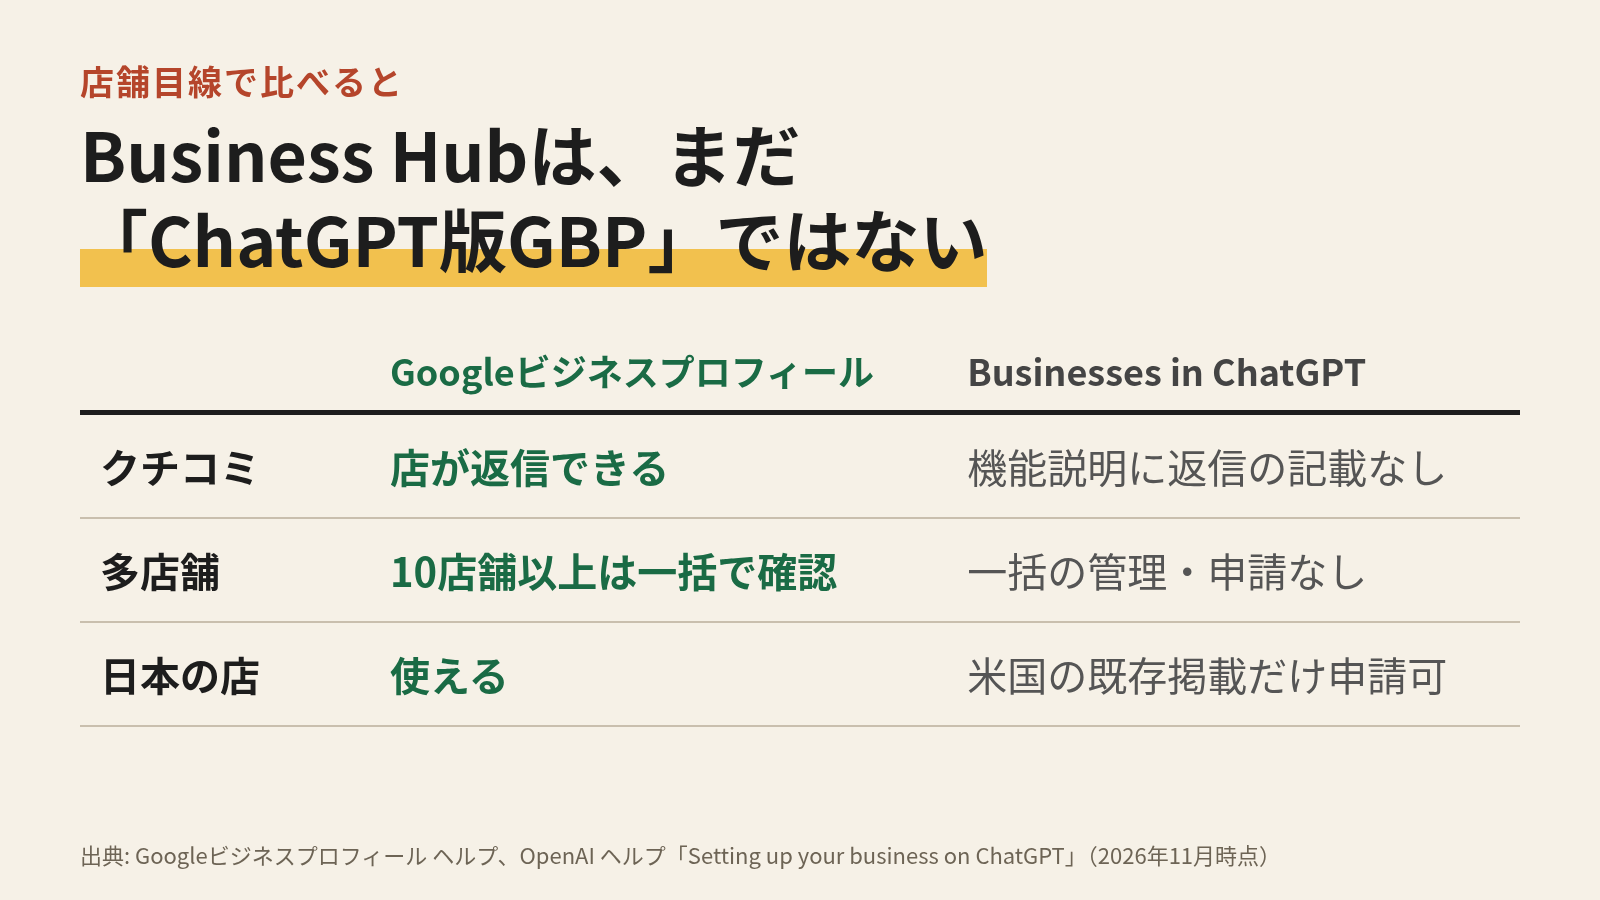 店舗目線で比べると
Business Hubは、まだ
「ChatGPT版GBP」ではない
Googleビジネスプロフィール Businesses in ChatGPT
クチコミ 店が返信できる 機能説明に返信の記載なし
多店舗 10店舗以上は一括で確認 一括の管理・申請なし
日本の店 使える 米国の既存掲載だけ申請可
出典: Googleビジネスプロフィール ヘルプ、OpenAI ヘルプ「Setting up your business on ChatGPT」（2026年11月時点）